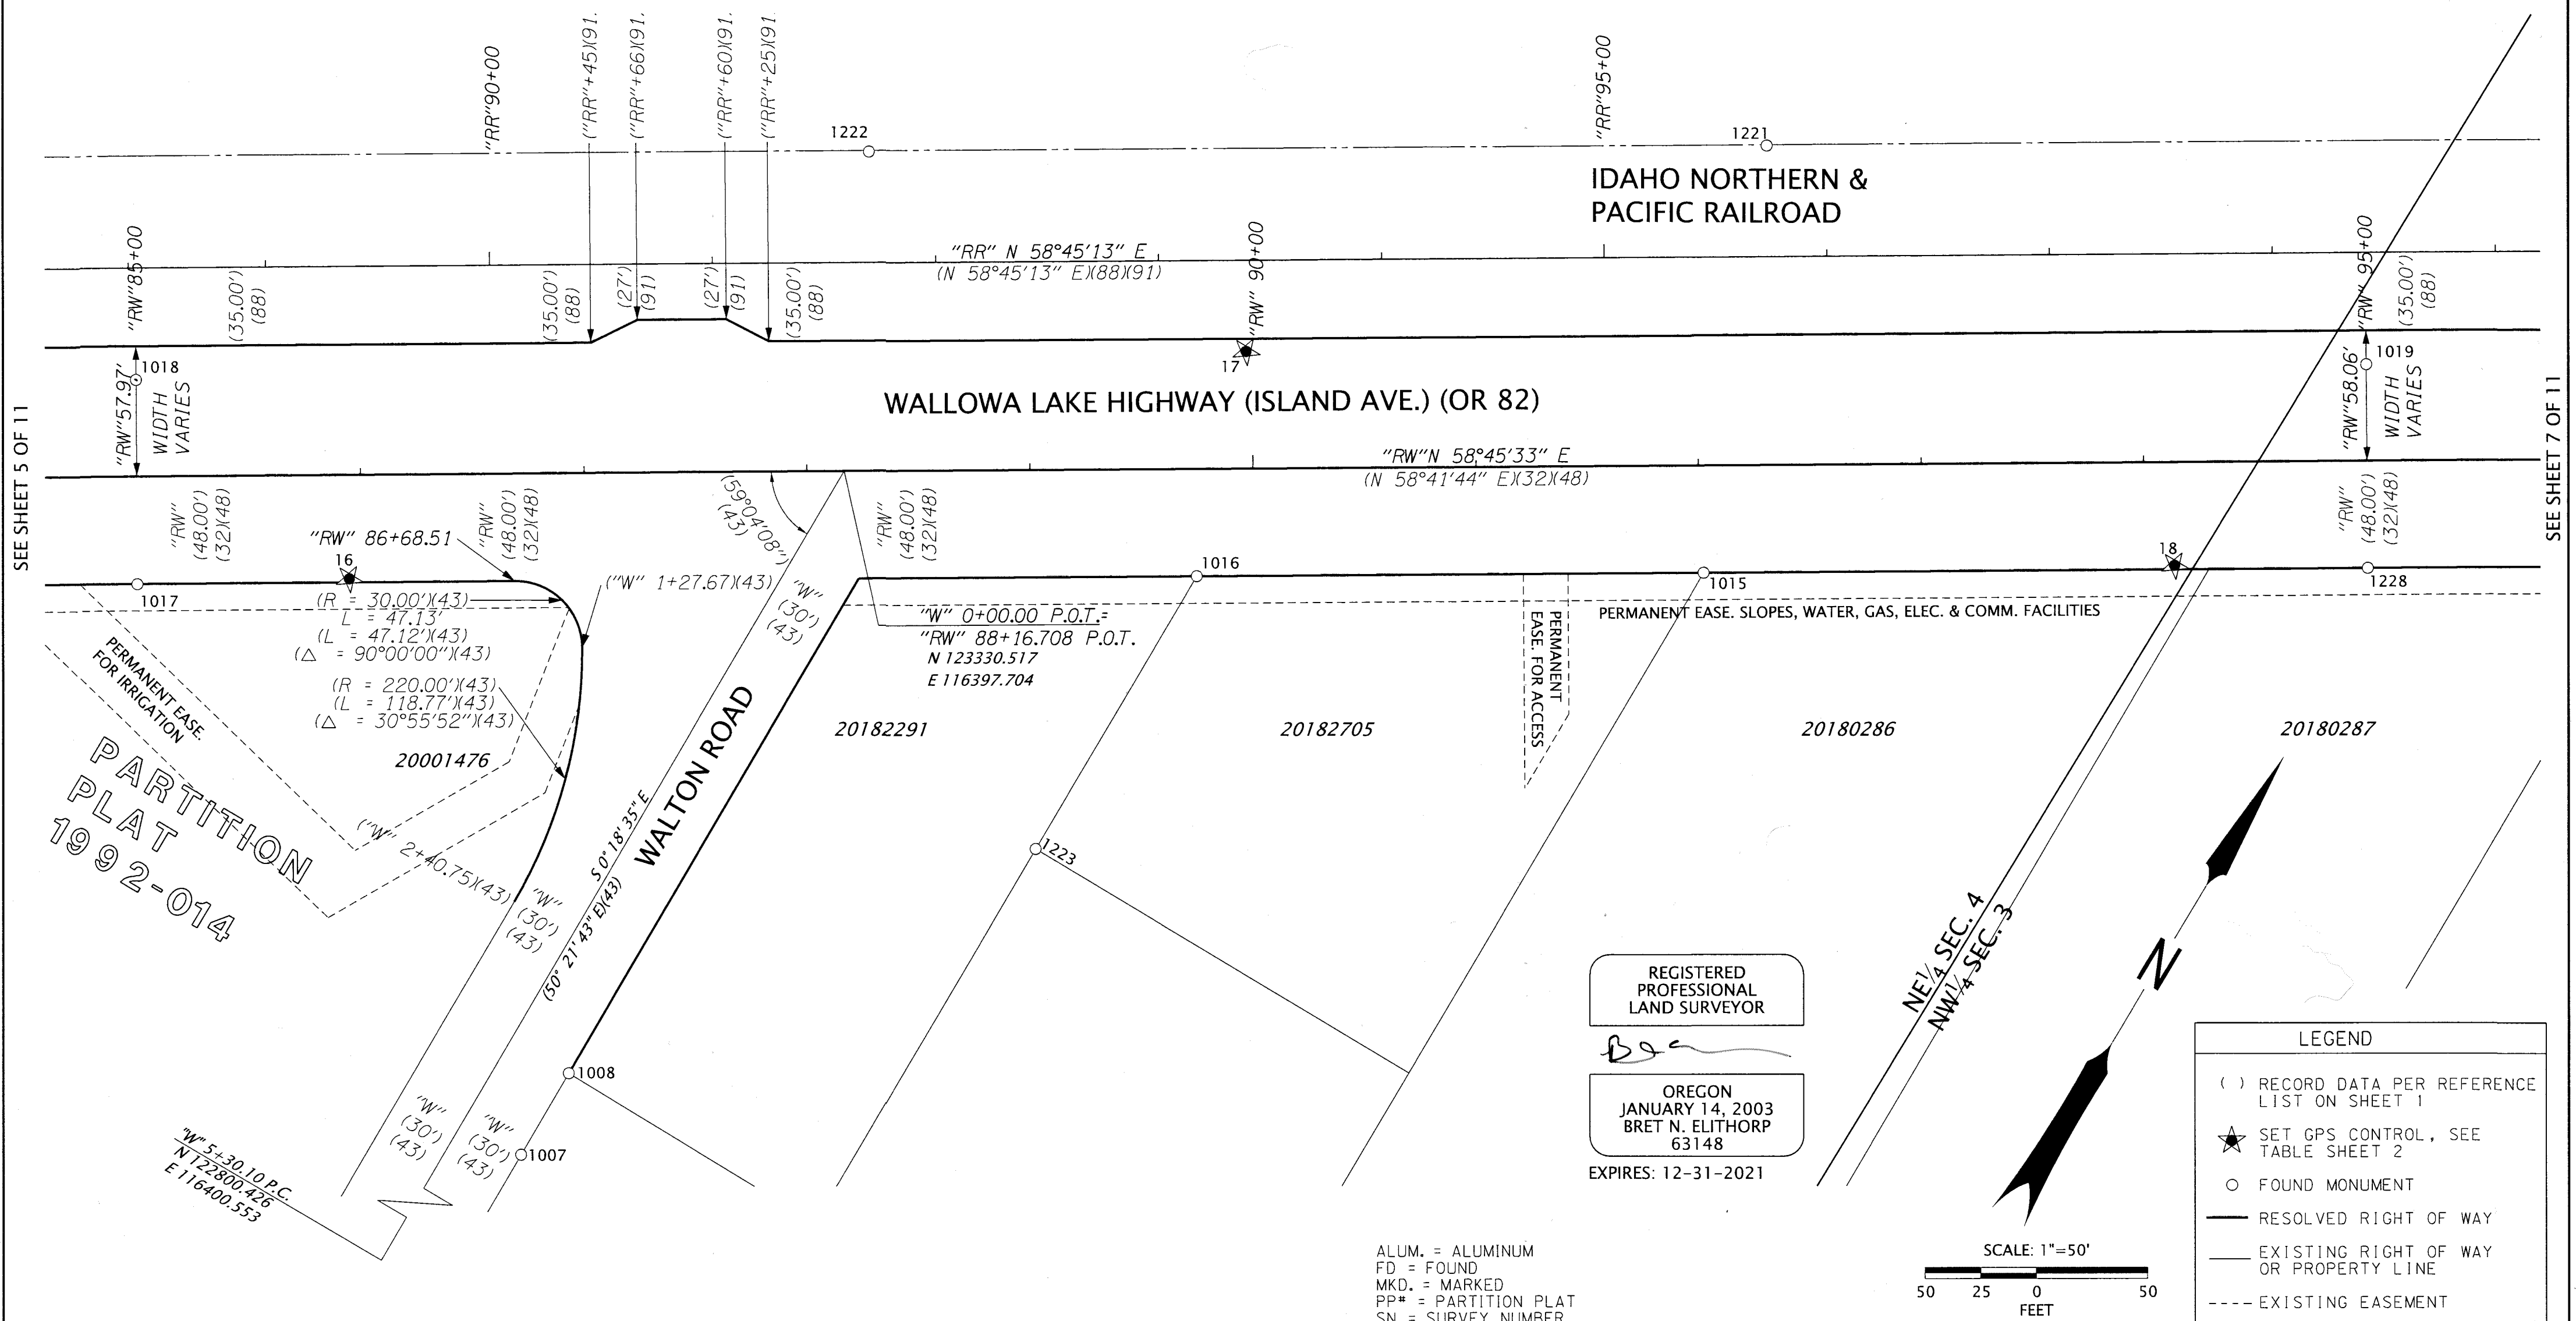 "RR"90+00
("RR"+45)(91.
("RR"+66)(91.
("RR"+60)(91.
("RR"+25)(91.
"RR"95+00
1222
1221
IDAHO NORTHERN &
PACIFIC RAILROAD
"RW"85+00
(35.00')
(88)
(35.00')
(88)
(27')
(91)
(27')
(91)
(35.00')
(88)
"RR" N 58°45'13" E
(N 58°45'13" E)(88)(91)
"RW" 90+00
"RW" 95+00
(35.00')
(88)
1018
"RW"57.97'
WIDTH
VARIES
17
WALLOWA LAKE HIGHWAY (ISLAND AVE.) (OR 82)
1019
"RW"58.06'
WIDTH
VARIES
SEE SHEET 5 OF 11
SEE SHEET 7 OF 11
"RW"N 58°45'33" E
(N 58°41'44" E)(32)(48)
"RW"
(48.00')
(32)(48)
"RW" 86+68.51
"RW"
(48.00')
(32)(48)
(59°04'08")
(43)
"RW"
(48.00')
(32)(48)
"RW"
(48.00')
(32)(48)
16
1017
("W" 1+27.67)(43)
"W"
(30')
(43)
1016
1015
18
1228
(R = 30.00')(43)
L = 47.13'
(L = 47.12')(43)
(△ = 90°00'00")(43)
(R = 220.00')(43)
(L = 118.77')(43)
(△ = 30°55'52")(43)
20001476
PERMANENT EASE.
FOR IRRIGATION
PARTITION
PLAT
1992-014
("W" 2+40.75)(43)
"W" 0+00.00 P.O.T.=
"RW" 88+16.708 P.O.T.
N 123330.517
E 116397.704
PERMANENT
EASE. FOR ACCESS
PERMANENT EASE. SLOPES, WATER, GAS, ELEC. & COMM. FACILITIES
20182291
20182705
20180286
20180287
WALTON ROAD
S 0°18'35" E
(S0° 21' 43" E)(43)
"W"
(30')
(43)
1223
1008
1007
"W"
(30')
(43)
"W"
(30')
(43)
"W" 5+30.10 P.C.
N 122800.426
E 116400.553
NE 1/4 SEC. 4
NW 1/4 SEC. 3
N
REGISTERED
PROFESSIONAL
LAND SURVEYOR
OREGON
JANUARY 14, 2003
BRET N. ELITHORP
63148
EXPIRES: 12-31-2021
ALUM. = ALUMINUM
FD = FOUND
MKD. = MARKED
PP# = PARTITION PLAT
SN = SURVEY NUMBER
SCALE: 1"=50'
50 25 0 50
FEET
LEGEND
( ) RECORD DATA PER REFERENCE
LIST ON SHEET 1
SET GPS CONTROL, SEE
TABLE SHEET 2
FOUND MONUMENT
RESOLVED RIGHT OF WAY
EXISTING RIGHT OF WAY
OR PROPERTY LINE
EXISTING EASEMENT